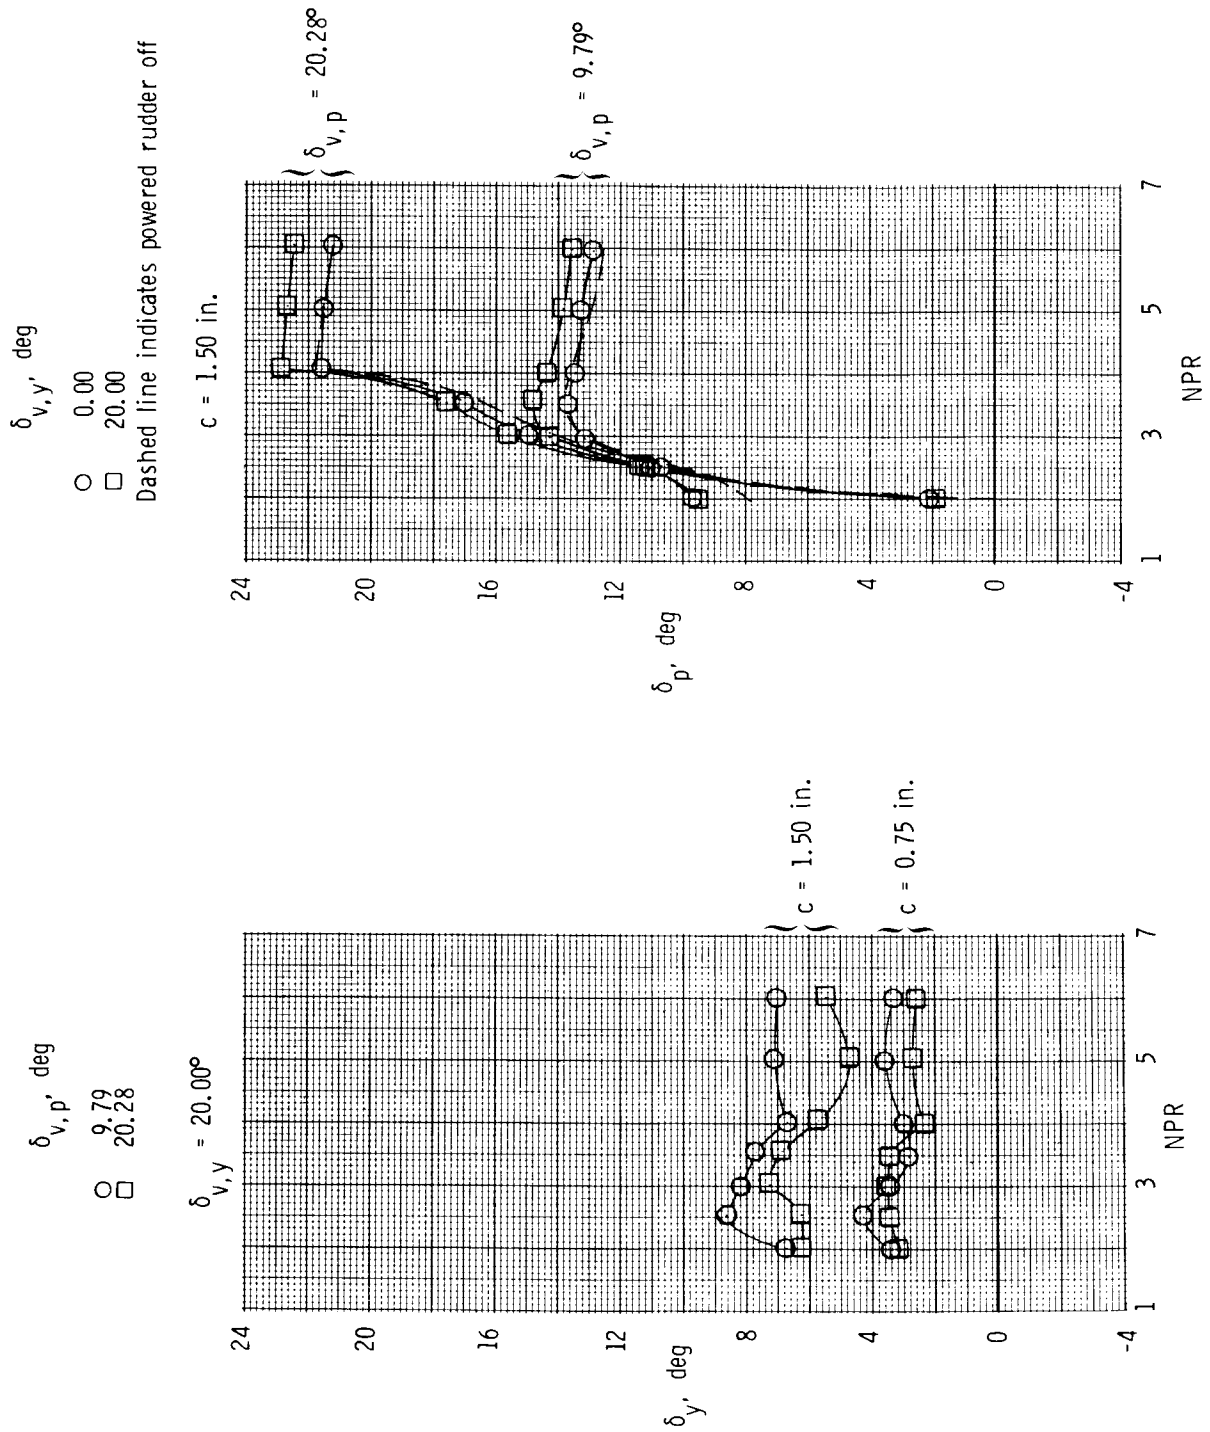 δv,p, deg
○ 9.79
□ 20.28
δv,y = 20.00°
24
20
16
12
8
4
0
-4
δy, deg
1
3
5
7
NPR
c = 1.50 in.
c = 0.75 in.
δv,y, deg
○ 0.00
□ 20.00
Dashed line indicates powered rudder off
c = 1.50 in.
24
20
16
12
8
4
0
-4
δp, deg
1
3
5
7
NPR
δv,p = 20.28°
δv,p = 9.79°